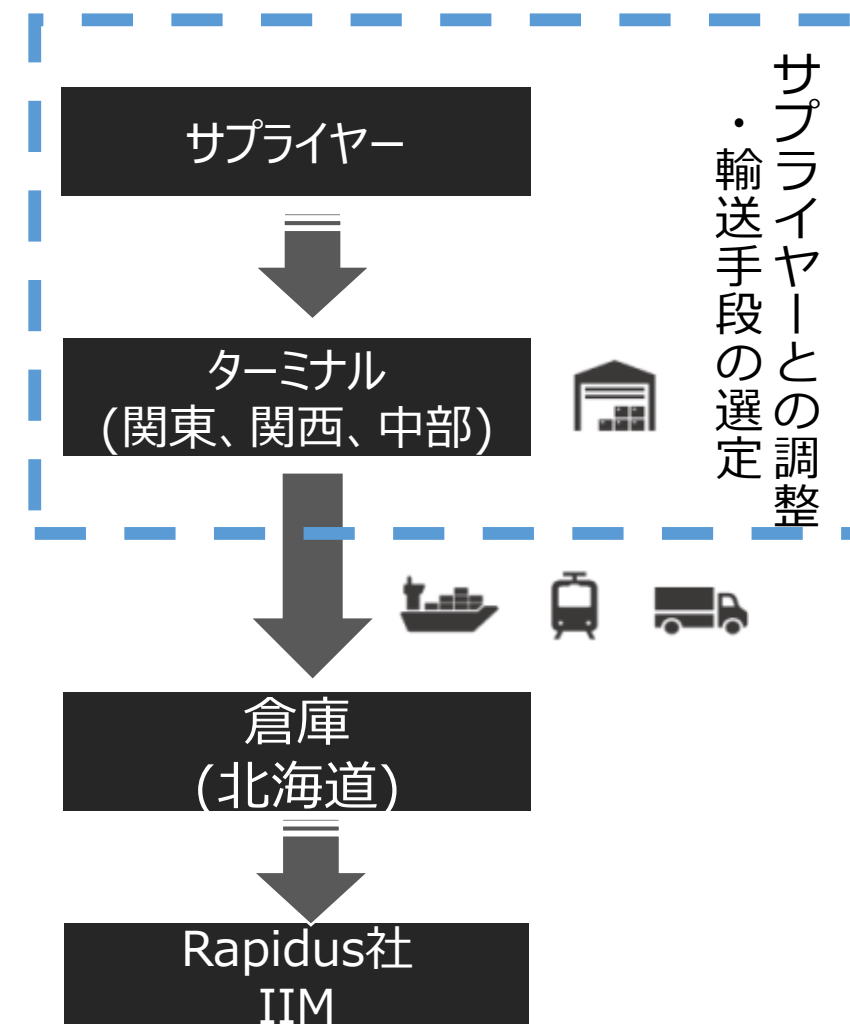 サプライヤーとの調整
・輸送手段の選定
サプライヤー
ターミナル
(関東、関西、中部)
倉庫
(北海道)
Rapidus社
IIM